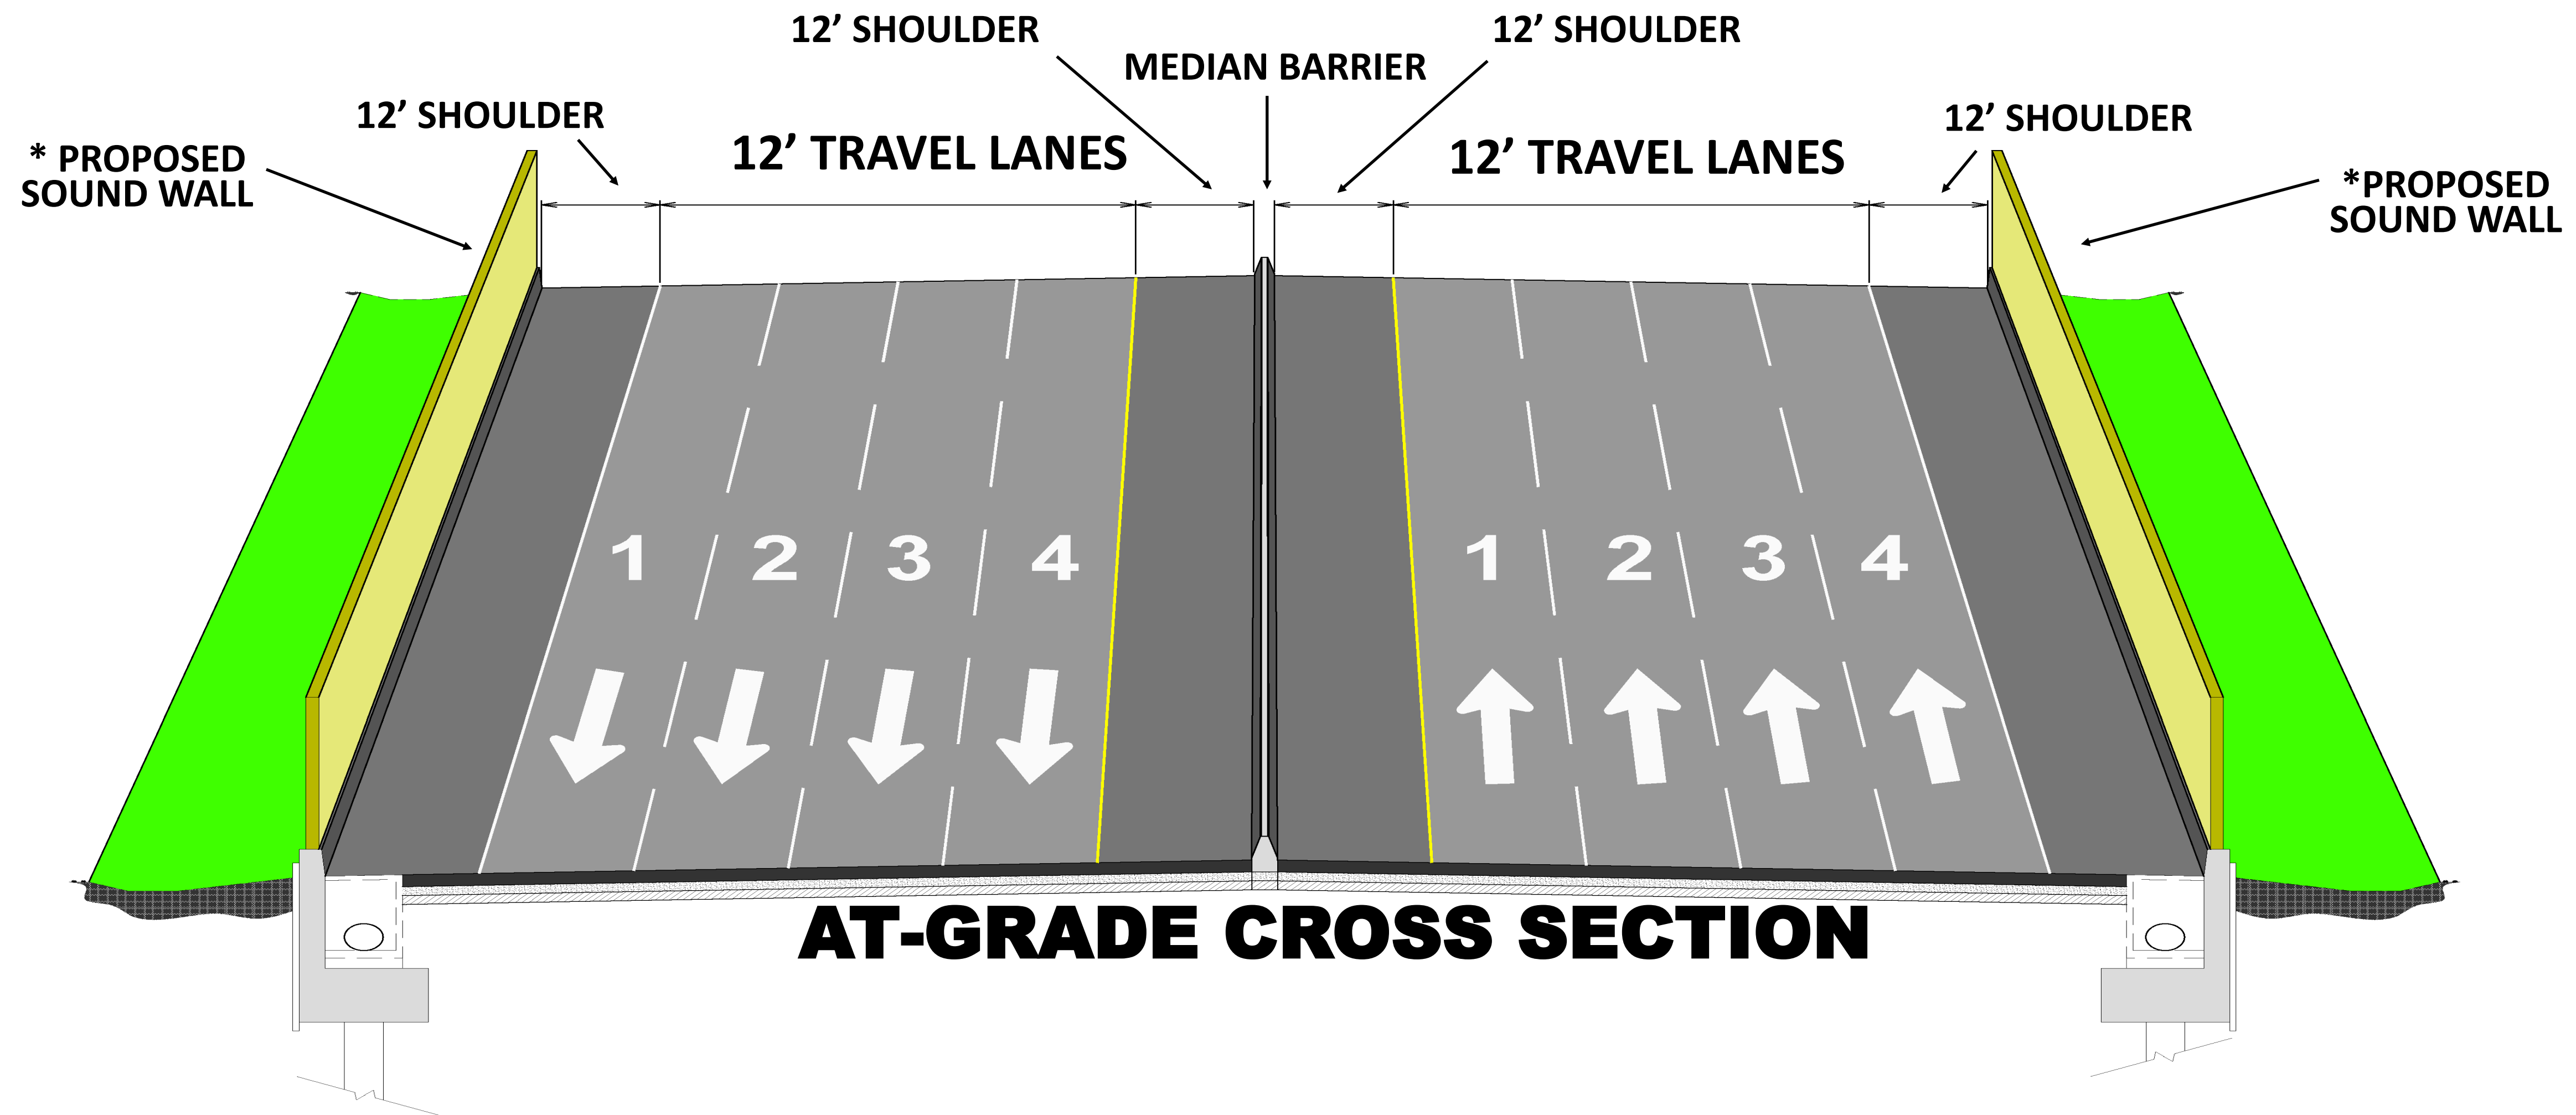 12’ SHOULDER
12’ SHOULDER
MEDIAN BARRIER
12’ SHOULDER
12’ SHOULDER
* PROPOSED
SOUND WALL
12’ TRAVEL LANES
12’ TRAVEL LANES
*PROPOSED
SOUND WALL
1 2 3 4
1 2 3 4
AT-GRADE CROSS SECTION